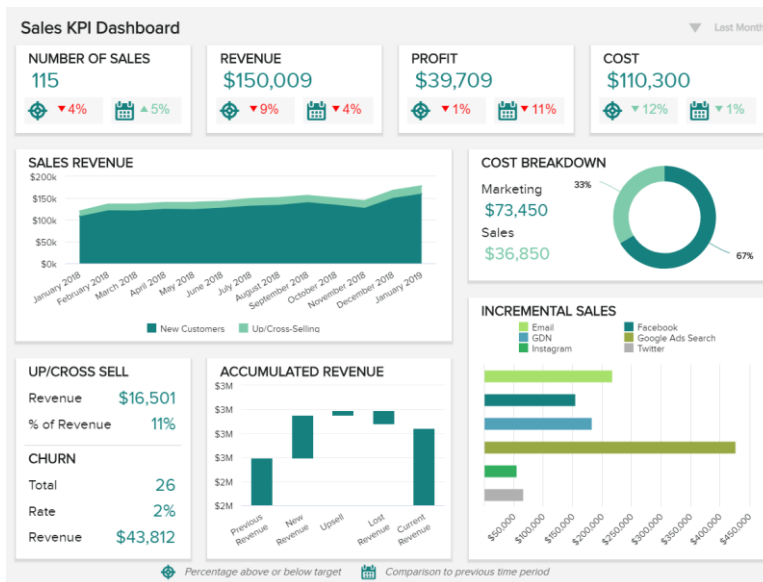 Sales KPI Dashboard
Last Month
NUMBER OF SALES
115
▼4% ▲5%
REVENUE
$150,009
▼9% ▼4%
PROFIT
$39,709
▼1% ▼11%
COST
$110,300
▼12% ▼1%
SALES REVENUE
$200k
$150k
$100k
$50k
$0k
January 2018
February 2018
March 2018
April 2018
May 2018
June 2018
July 2018
August 2018
September 2018
October 2018
November 2018
December 2018
January 2019
New Customers Up/Cross-Selling
COST BREAKDOWN
Marketing
$73,450
Sales
$36,850
33%
67%
INCREMENTAL SALES
Email Facebook
GDN Google Ads Search
Instagram Twitter
$50,000
$100,000
$150,000
$200,000
$250,000
$300,000
$350,000
$400,000
$450,000
UP/CROSS SELL
Revenue $16,501
% of Revenue 11%
CHURN
Total 26
Rate 2%
Revenue $43,812
ACCUMULATED REVENUE
$3M
$3M
$3M
$3M
$2M
$2M
Previous Revenue
New Revenue
Upsell
Lost Revenue
Current Revenue
Percentage above or below target Comparison to previous time period